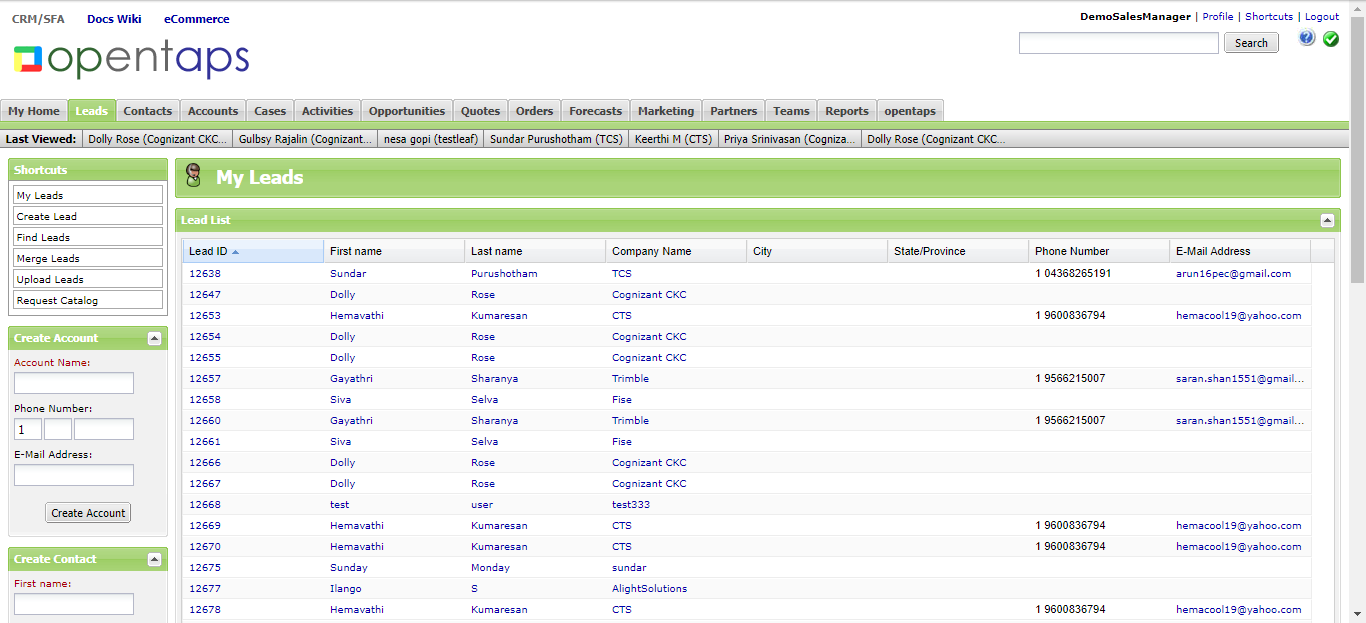 CRM/SFA Docs Wiki eCommerce
DemoSalesManager | Profile | Shortcuts | Logout
opentaps
Search
My Home Leads Contacts Accounts Cases Activities Opportunities Quotes Orders Forecasts Marketing Partners Teams Reports opentaps
Last Viewed: Dolly Rose (Cognizant CKC... Gulbsy Rajalin (Cognizant... nesa gopi (testleaf) Sundar Purushotham (TCS) Keerthi M (CTS) Priya Srinivasan (Cogniza... Dolly Rose (Cognizant CKC...
Shortcuts
My Leads
Create Lead
Find Leads
Merge Leads
Upload Leads
Request Catalog
Create Account
Account Name:
Phone Number:
1
E-Mail Address:
Create Account
Create Contact
First name:
My Leads
Lead List
Lead ID First name Last name Company Name City State/Province Phone Number E-Mail Address
12638 Sundar Purushotham TCS 1 04368265191 arun16pec@gmail.com
12647 Dolly Rose Cognizant CKC
12653 Hemavathi Kumaresan CTS 1 9600836794 hemacool19@yahoo.com
12654 Dolly Rose Cognizant CKC
12655 Dolly Rose Cognizant CKC
12657 Gayathri Sharanya Trimble 1 9566215007 saran.shan1551@gmail...
12658 Siva Selva Fise
12660 Gayathri Sharanya Trimble 1 9566215007 saran.shan1551@gmail...
12661 Siva Selva Fise
12666 Dolly Rose Cognizant CKC
12667 Dolly Rose Cognizant CKC
12668 test user test333
12669 Hemavathi Kumaresan CTS 1 9600836794 hemacool19@yahoo.com
12670 Hemavathi Kumaresan CTS 1 9600836794 hemacool19@yahoo.com
12675 Sunday Monday sundar
12677 Ilango S AlightSolutions
12678 Hemavathi Kumaresan CTS 1 9600836794 hemacool19@yahoo.com